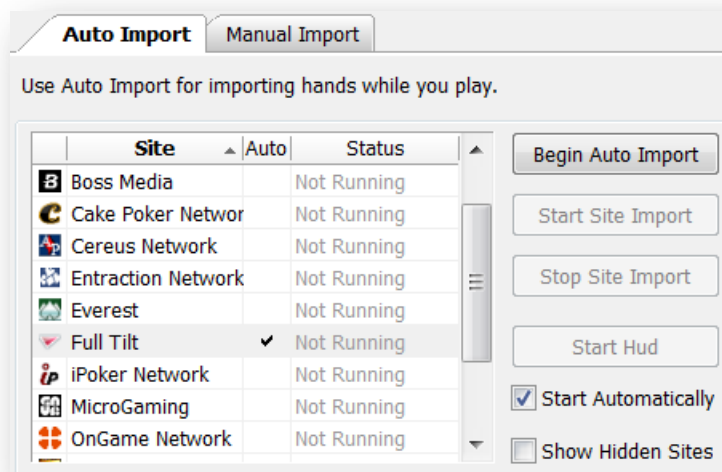 Auto Import Manual Import
Use Auto Import for importing hands while you play.
Site Auto Status
Boss Media Not Running
Cake Poker Networ Not Running
Cereus Network Not Running
Entraction Network Not Running
Everest Not Running
Full Tilt Not Running
iPoker Network Not Running
MicroGaming Not Running
OnGame Network Not Running
Begin Auto Import
Start Site Import
Stop Site Import
Start Hud
Start Automatically
Show Hidden Sites